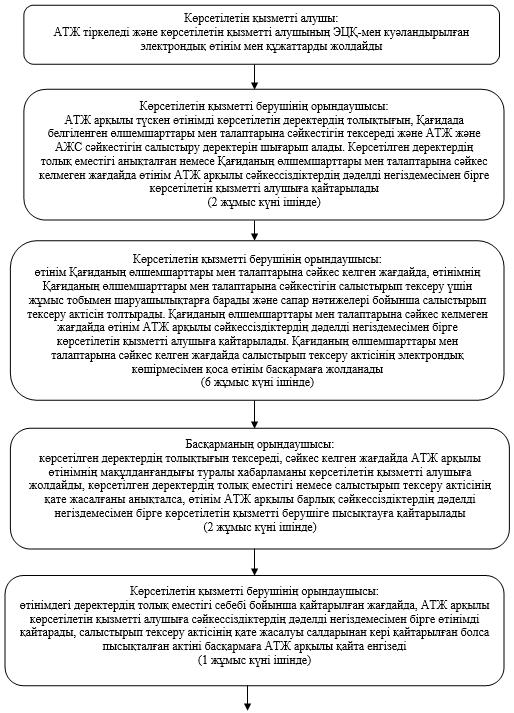 Көрсетілетін қызметті алушы:
АТЖ тіркеледі және көрсетілетін қызметті алушының ЭЦҚ-мен куәландырылған
электрондық өтінім мен құжаттарды жолдайды
Көрсетілетін қызметті берушінің орындаушысы:
АТЖ арқылы түскен өтінімді көрсетілетін деректердің толықтығын, Қағидада
белгіленген өлшемшарттары мен талаптарына сәйкестігін тексереді және АТЖ және
АЖС сәйкестігін салыстыру деректерін шығарып алады. Көрсетілген деректердің
толық еместігі анықталған немесе Қағиданың өлшемшарттары мен талаптарына сәйкес
келмеген жағдайда өтінім АТЖ арқылы сәйкессіздіктердің дәделді негіздемесімен бірге
көрсетілетін қызметті алушыға қайтарылады
(2 жұмыс күні ішінде)
Көрсетілетін қызметті берушінің орындаушысы:
өтінім Қағиданың өлшемшарттары мен талаптарына сәйкес келген жағдайда, өтінімнің
Қағиданың өлшемшарттары мен талаптарына сәйкестігін салыстырып тексеру үшін
жұмыс тобымен шаруашылықтарға барады және сапар нәтижелері бойынша салыстырып
тексеру актісін толтырады. Қағиданың өлшемшарттары мен талаптарына сәйкес келмеген
жағдайда өтінім АТЖ арқылы сәйкессіздіктердің дәделді негіздемесімен бірге
көрсетілетін қызметті алушыға қайтарылады. Қағиданың өлшемшарттары мен
талаптарына сәйкес келген жағдайда салыстырып тексеру актісінің электрондық
көшірмесімен қоса өтінім басқармаға жолданады
(6 жұмыс күні ішінде)
Басқарманың орындаушысы:
көрсетілген деректердің толықтығын тексереді, сәйкес келген жағдайда АТЖ арқылы
өтінімнің мақұлданғандығы туралы хабарламаны көрсетілетін қызметті алушыға
жолдайды, көрсетілген деректердің толық еместігі немесе салыстырып тексеру актісінің
қате жасалғаны анықталса, өтінім АТЖ арқылы барлық сәйкессіздіктердің дәделді
негіздемесімен бірге көрсетілетін қызметті берушіге пысықтауға қайтарылады
(2 жұмыс күні ішінде)
Көрсетілетін қызметті берушінің орындаушысы:
өтінімдегі деректердің толық еместігі себебі бойынша қайтарылған жағдайда, АТЖ арқылы
көрсетілетін қызметті алушыға сәйкессіздіктердің дәделді негіздемесімен бірге өтінімді
қайтарады, салыстырып тексеру актісінің қате жасалуы салдарынан кері қайтарылған болса
пысықталған актіні басқармаға АТЖ арқылы қайта енгізеді
(1 жұмыс күні ішінде)